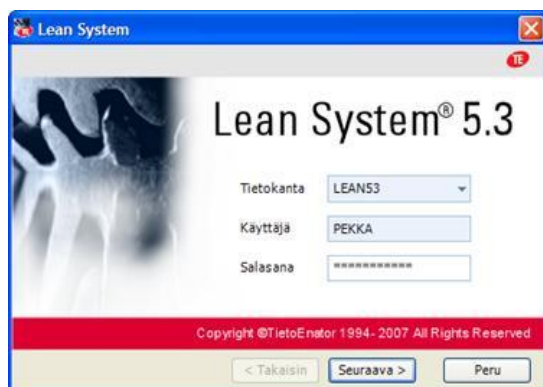 Lean System
TE
Lean System® 5.3
Tietokanta LEAN53
Käyttäjä PEKKA
Salasana ***********
Copyright ©TietoEnator 1994- 2007 All Rights Reserved
< Takaisin Seuraava > Peru